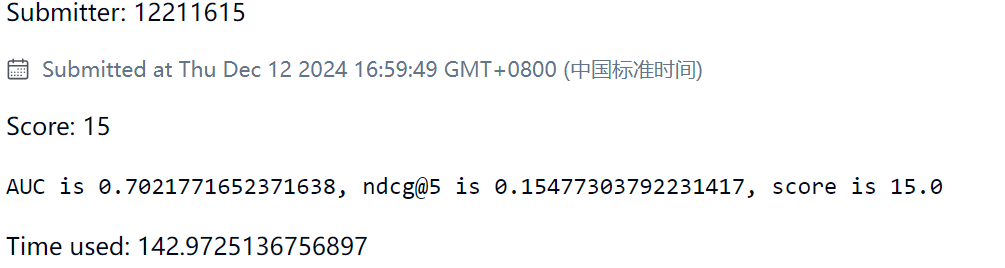 Submitter: 12211615
Submitted at Thu Dec 12 2024 16:59:49 GMT+0800 (中国标准时间)
Score: 15
AUC is 0.7021771652371638, ndcg@5 is 0.15477303792231417, score is 15.0
Time used: 142.9725136756897